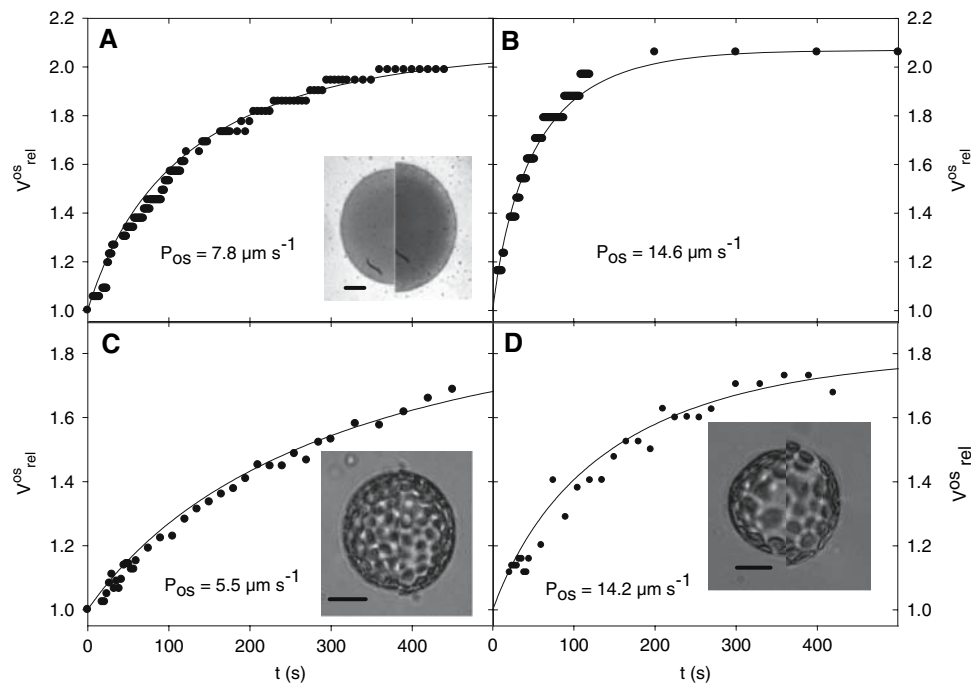 A
B
2.2
2.0
1.8
1.6
1.4
1.2
1.0
V^os_rel
P_os = 7.8 µm s^-1
P_os = 14.6 µm s^-1
2.2
2.0
1.8
1.6
1.4
1.2
1.0
V^os_rel
C
D
1.8
1.6
1.4
1.2
1.0
V^os_rel
P_os = 5.5 µm s^-1
P_os = 14.2 µm s^-1
1.8
1.6
1.4
1.2
1.0
V^os_rel
0 100 200 300 400
0 100 200 300 400 500
t (s)
t (s)